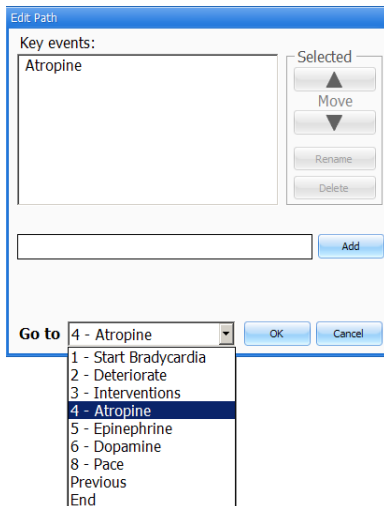 Edit Path
Key events:
Atropine
Selected
Move
Rename
Delete
Add
Go to 4 - Atropine OK Cancel
1 - Start Bradycardia
2 - Deteriorate
3 - Interventions
4 - Atropine
5 - Epinephrine
6 - Dopamine
8 - Pace
Previous
End